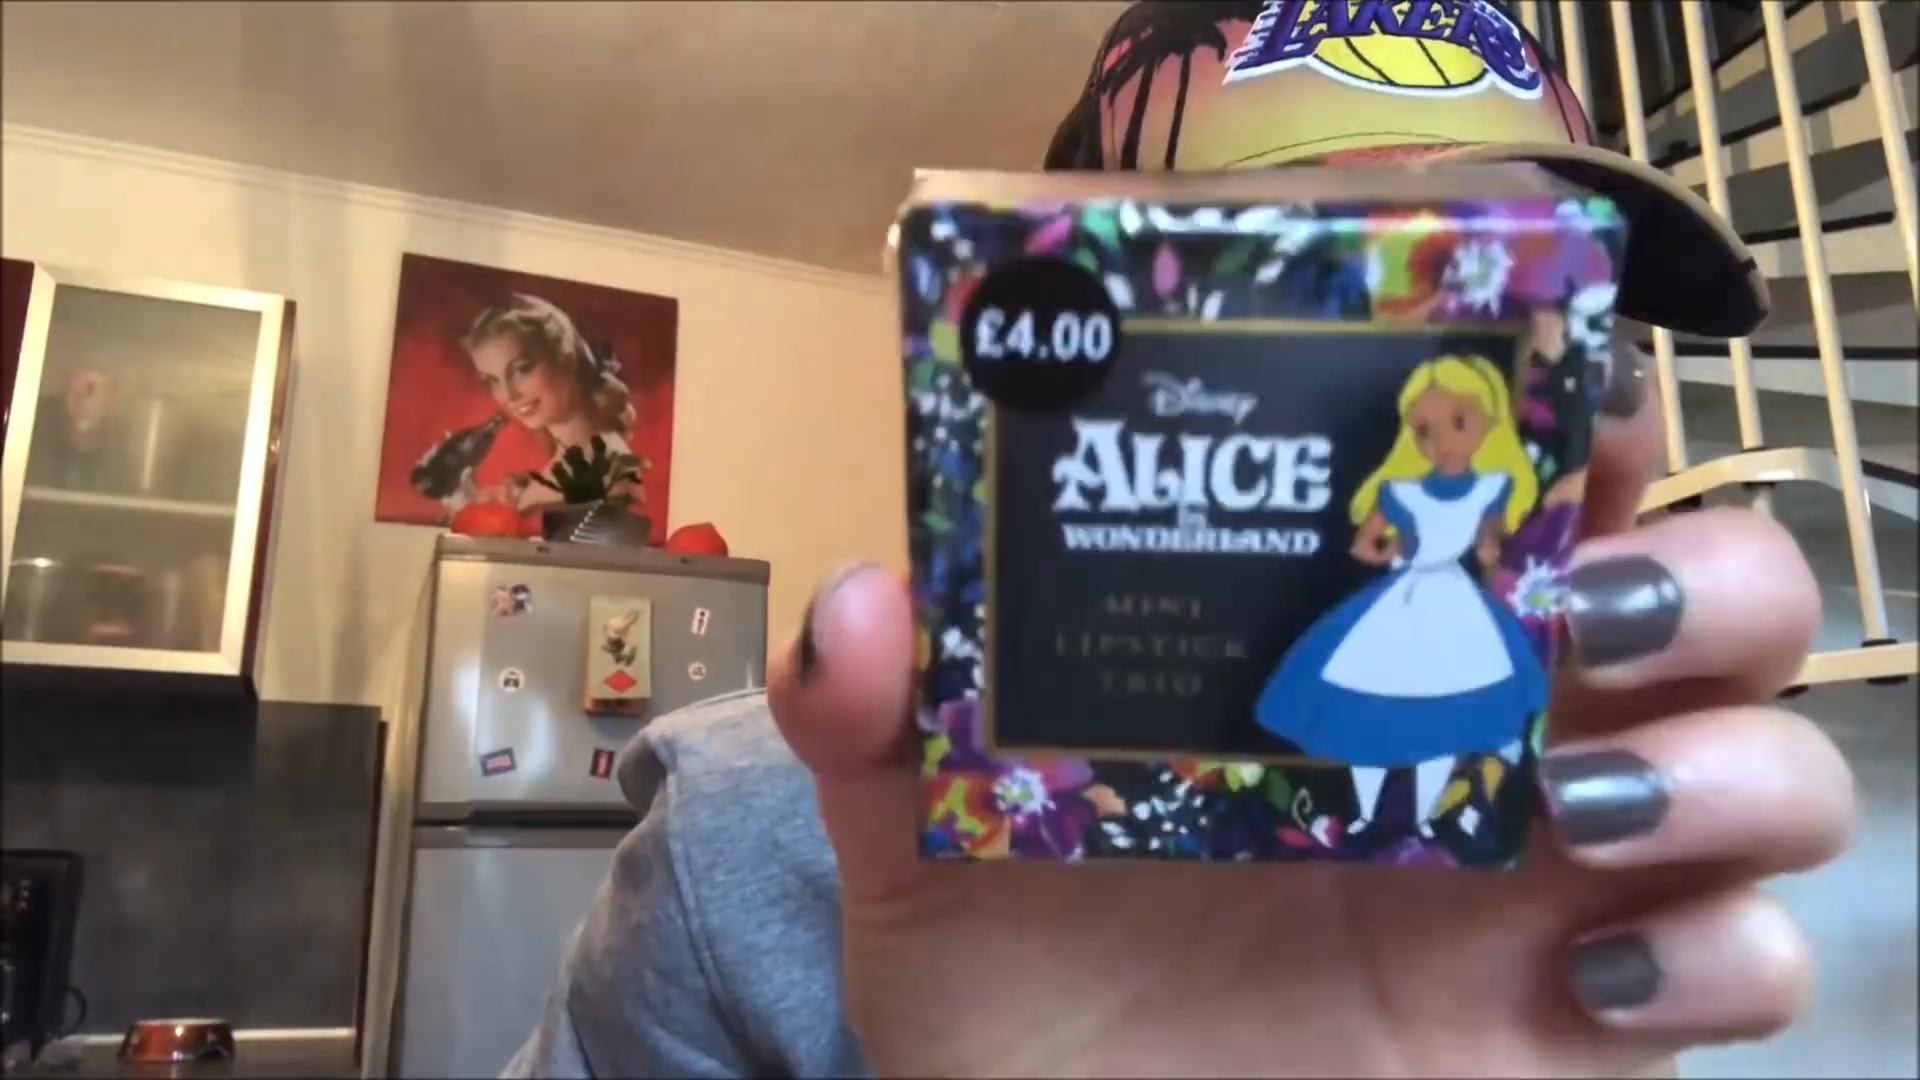 LAKERS
£4.00
Disney
ALICE
in
WONDERLAND
MINI
LIPSTICK
TRIO